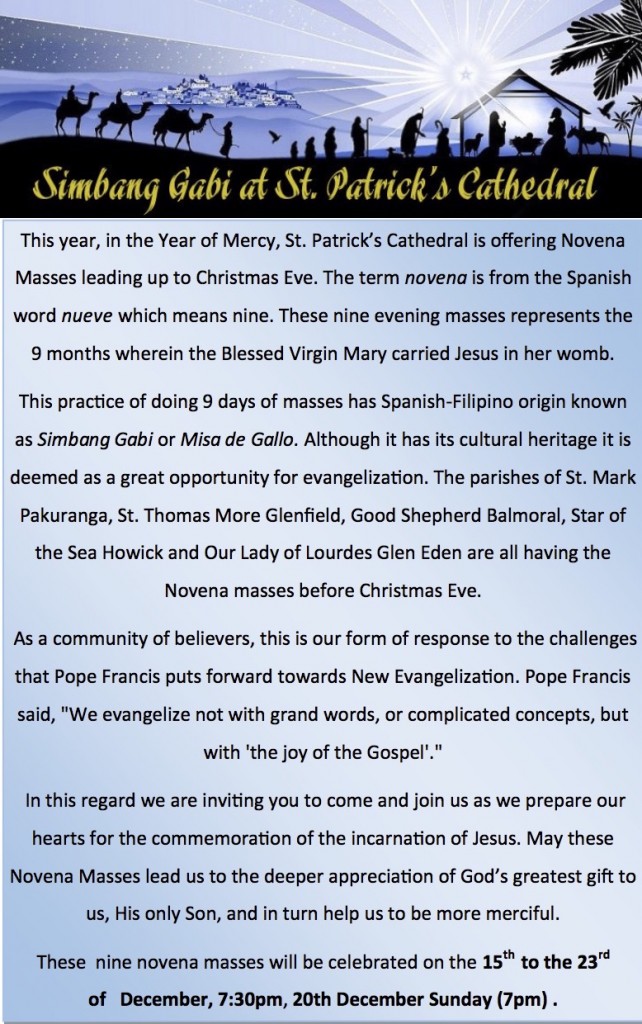 Simbang Gabi at St. Patrick's Cathedral
This year, in the Year of Mercy, St. Patrick's Cathedral is offering Novena
Masses leading up to Christmas Eve. The term novena is from the Spanish
word nueve which means nine. These nine evening masses represents the
9 months wherein the Blessed Virgin Mary carried Jesus in her womb.
This practice of doing 9 days of masses has Spanish-Filipino origin known
as Simbang Gabi or Misa de Gallo. Although it has its cultural heritage it is
deemed as a great opportunity for evangelization. The parishes of St. Mark
Pakuranga, St. Thomas More Glenfield, Good Shepherd Balmoral, Star of
the Sea Howick and Our Lady of Lourdes Glen Eden are all having the
Novena masses before Christmas Eve.
As a community of believers, this is our form of response to the challenges
that Pope Francis puts forward towards New Evangelization. Pope Francis
said, "We evangelize not with grand words, or complicated concepts, but
with 'the joy of the Gospel'."
In this regard we are inviting you to come and join us as we prepare our
hearts for the commemoration of the incarnation of Jesus. May these
Novena Masses lead us to the deeper appreciation of God's greatest gift to
us, His only Son, and in turn help us to be more merciful.
These nine novena masses will be celebrated on the 15th to the 23rd
of December, 7:30pm, 20th December Sunday (7pm) .